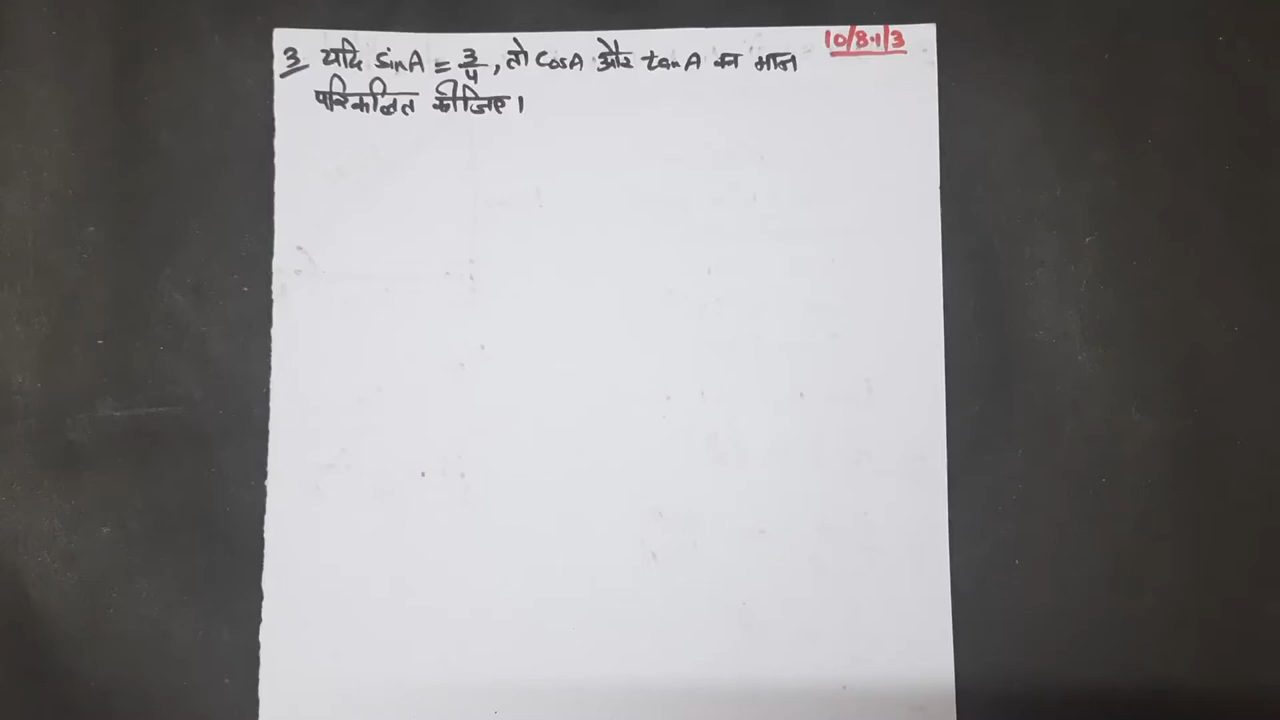 10/8.1/3
3 यदि sinA = 3/4, तो cosA और tanA का मान
परिकलित कीजिए।